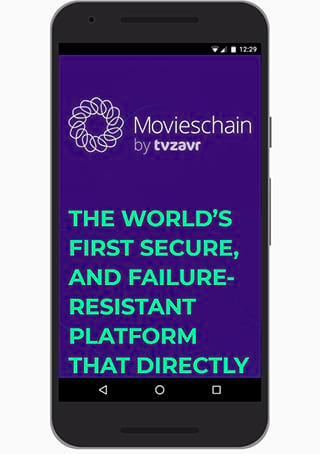 12:29
Movieschain
by tvzavr
THE WORLD'S
FIRST SECURE,
AND FAILURE-
RESISTANT
PLATFORM
THAT DIRECTLY